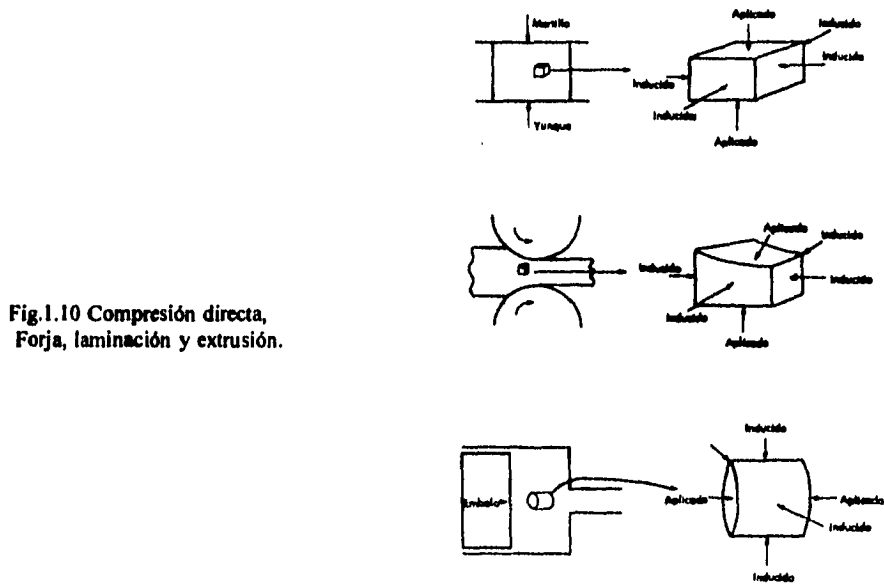 Martillo
Yunque
Aplicado
Inducido
Inducido
Inducido
Inducido
Aplicado
Fig.1.10 Compresión directa,
Forja, laminación y extrusión.
Aplicado
Inducido
Inducido
Inducido
Inducido
Aplicado
Embolo
Inducido
Aplicado
Aplicado
Inducido
Inducido